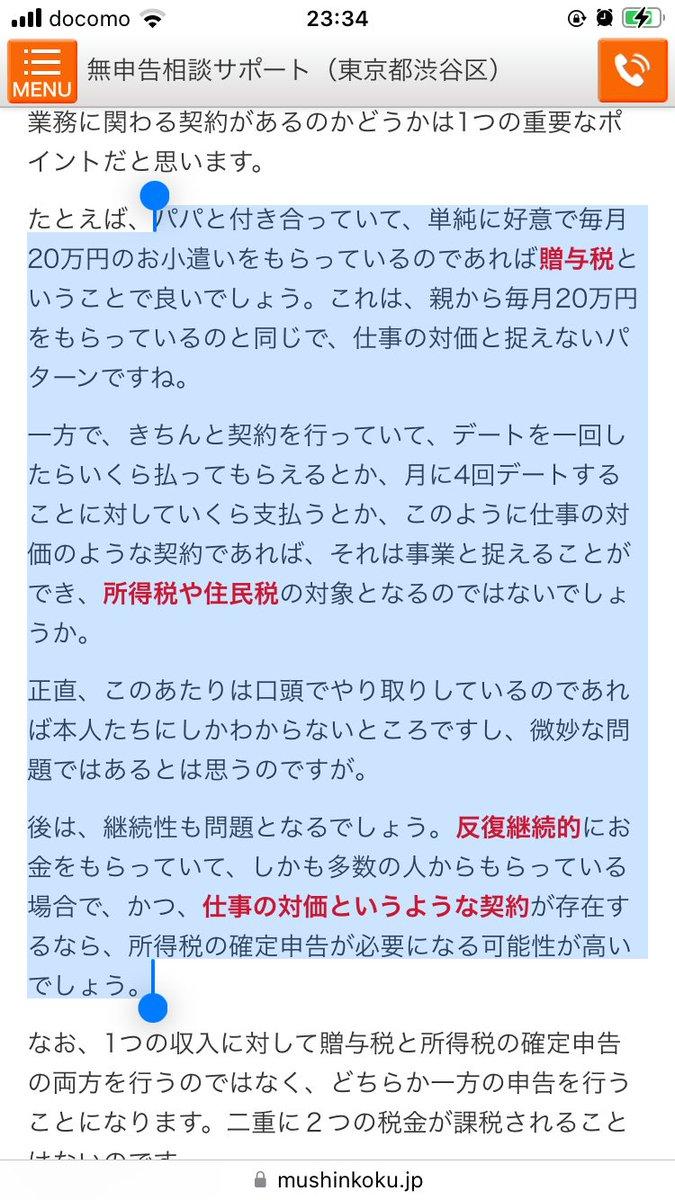 docomo 23:34
MENU 無申告相談サポート（東京都渋谷区）
業務に関わる契約があるのかどうかは1つの重要なポ
イントだと思います。
たとえば、パパと付き合っていて、単純に好意で毎月
20万円のお小遣いをもらっているのであれば贈与税と
いうことで良いでしょう。これは、親から毎月20万円
をもらっているのと同じで、仕事の対価と捉えないパ
ターンですね。
一方で、きちんと契約を行っていて、デートを一回し
たらいくら払ってもらえるとか、月に4回デートする
ことに対していくら支払うとか、このように仕事の対
価のような契約であれば、それは事業と捉えることが
でき、所得税や住民税の対象となるのではないでしょ
うか。
正直、このあたりは口頭でやり取りしているのであれ
ば本人たちにしかわからないところですし、微妙な問
題ではあるとは思うのですが。
後は、継続性も問題となるでしょう。反復継続的にお
金をもらっていて、しかも多数の人からもらっている
場合で、かつ、仕事の対価というような契約が存在す
るなら、所得税の確定申告が必要になる可能性が高い
でしょう。
なお、1つの収入に対して贈与税と所得税の確定申告
の両方を行うのではなく、どちらか一方の申告を行う
ことになります。二重に２つの税金が課税されること
はないのです
mushinkoku.jp